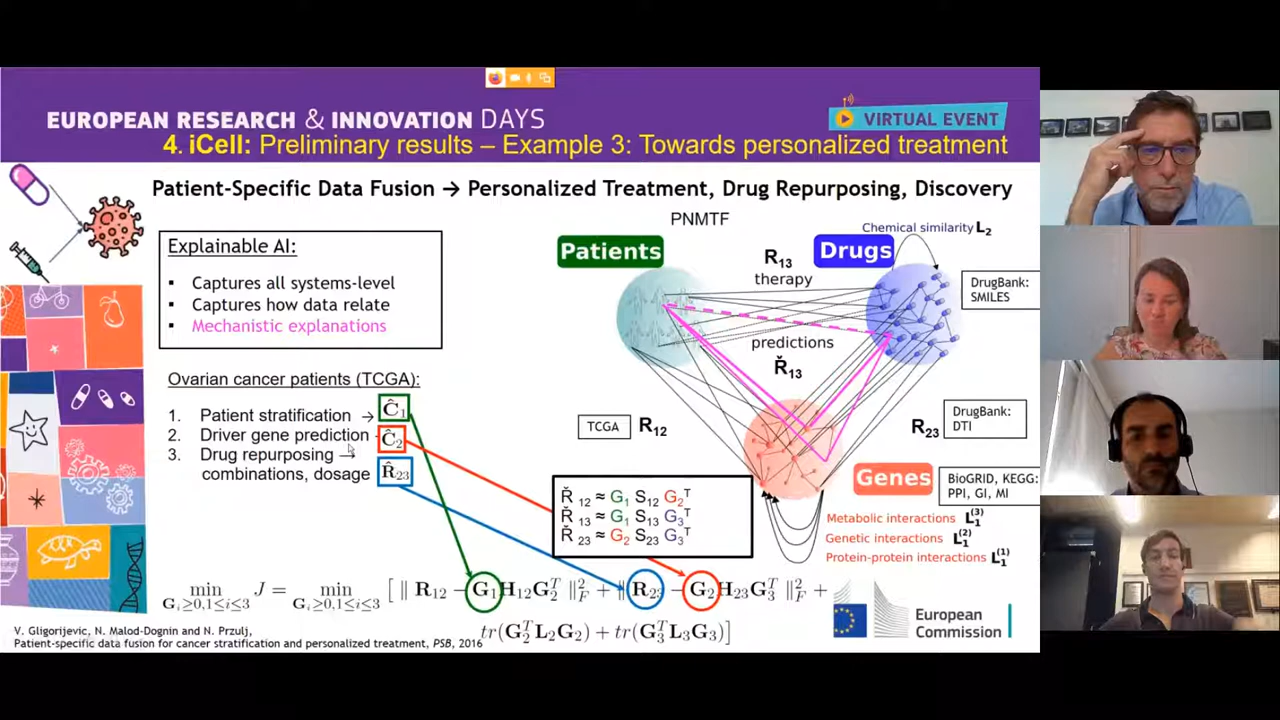 EUROPEAN RESEARCH & INNOVATION DAYS
VIRTUAL EVENT
4. iCell: Preliminary results – Example 3: Towards personalized treatment
Patient-Specific Data Fusion → Personalized Treatment, Drug Repurposing, Discovery
PNMTF
Explainable AI:
▪ Captures all systems-level
▪ Captures how data relate
▪ Mechanistic explanations
Ovarian cancer patients (TCGA):
1. Patient stratification → Ĉ₁
2. Driver gene prediction Ĉ₂
3. Drug repurposing →
combinations, dosage R̂₂₃
Patients
R₁₃
therapy
Drugs
Chemical similarity L₂
DrugBank:
SMILES
predictions
Ř₁₃
TCGA
R₁₂
R₂₃
DrugBank:
DTI
Genes
BioGRID, KEGG:
PPI, GI, MI
Metabolic interactions L₁⁽³⁾
Genetic interactions L₁⁽²⁾
Protein-protein interactions L₁⁽¹⁾
Ř ₁₂ ≈ G₁ S₁₂ G₂ᵀ
Ř ₁₃ ≈ G₁ S₁₃ G₃ᵀ
Ř ₂₃ ≈ G₂ S₂₃ G₃ᵀ
min J = min [ ‖ R₁₂ − G₁H₁₂G₂ᵀ ‖²F + ‖ R₂₃ − G₂H₂₃G₃ᵀ ‖²F +
Gᵢ≥0,1≤i≤3 Gᵢ≥0,1≤i≤3
tr(G₂ᵀL₂G₂) + tr(G₃ᵀL₃G₃)]
V. Gligorijevic, N. Malod-Dognin and N. Przulj,
Patient-specific data fusion for cancer stratification and personalized treatment, PSB, 2016
European
Commission